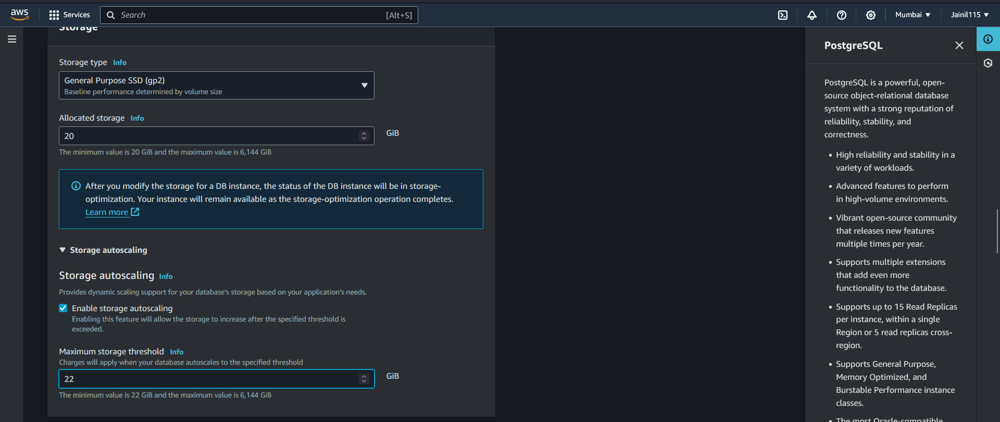 aws
Services
Search
[Alt+S]
Mumbai
Jainil115
Storage
Storage type Info
General Purpose SSD (gp2)
Baseline performance determined by volume size
Allocated storage Info
20
GiB
The minimum value is 20 GiB and the maximum value is 6,144 GiB
After you modify the storage for a DB instance, the status of the DB instance will be in storage-
optimization. Your instance will remain available as the storage-optimization operation completes.
Learn more
Storage autoscaling
Storage autoscaling Info
Provides dynamic scaling support for your database's storage based on your application's needs.
Enable storage autoscaling
Enabling this feature will allow the storage to increase after the specified threshold is
exceeded.
Maximum storage threshold Info
Charges will apply when your database autoscales to the specified threshold
22
GiB
The minimum value is 22 GiB and the maximum value is 6,144 GiB
PostgreSQL
PostgreSQL is a powerful, open-
source object-relational database
system with a strong reputation of
reliability, stability, and
correctness.
• High reliability and stability in a
variety of workloads.
• Advanced features to perform
in high-volume environments.
• Vibrant open-source community
that releases new features
multiple times per year.
• Supports multiple extensions
that add even more
functionality to the database.
• Supports up to 15 Read Replicas
per instance, within a single
Region or 5 read replicas cross-
region.
• Supports General Purpose,
Memory Optimized, and
Burstable Performance instance
classes.
• The most Oracle-compatible